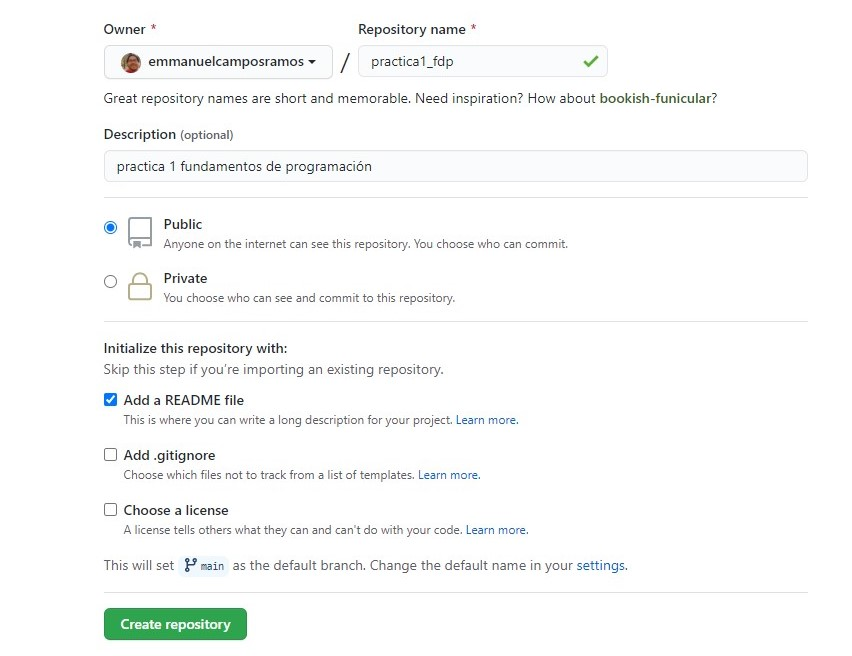 Owner *
Repository name *
emmanuelcamposramos
/
practica1_fdp
Great repository names are short and memorable. Need inspiration? How about bookish-funicular?
Description (optional)
practica 1 fundamentos de programación
Public
Anyone on the internet can see this repository. You choose who can commit.
Private
You choose who can see and commit to this repository.
Initialize this repository with:
Skip this step if you're importing an existing repository.
Add a README file
This is where you can write a long description for your project. Learn more.
Add .gitignore
Choose which files not to track from a list of templates. Learn more.
Choose a license
A license tells others what they can and can't do with your code. Learn more.
This will set main as the default branch. Change the default name in your settings.
Create repository